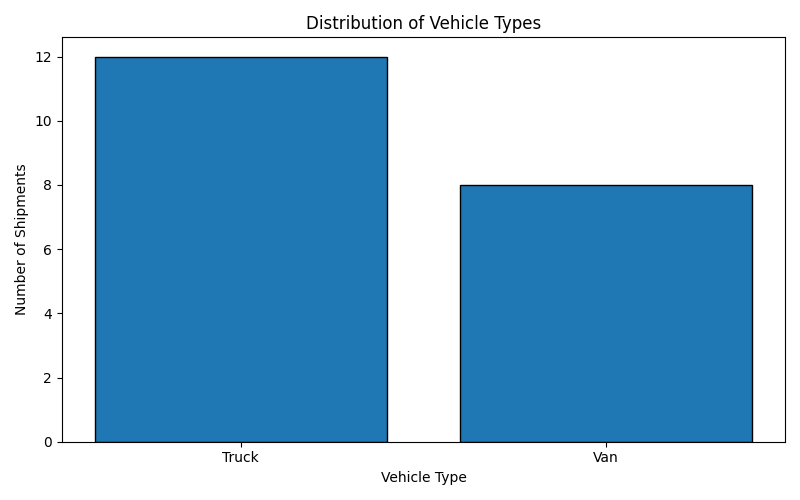 Distribution of Vehicle Types
Number of Shipments
12
10
8
6
4
2
0
Truck
Van
Vehicle Type